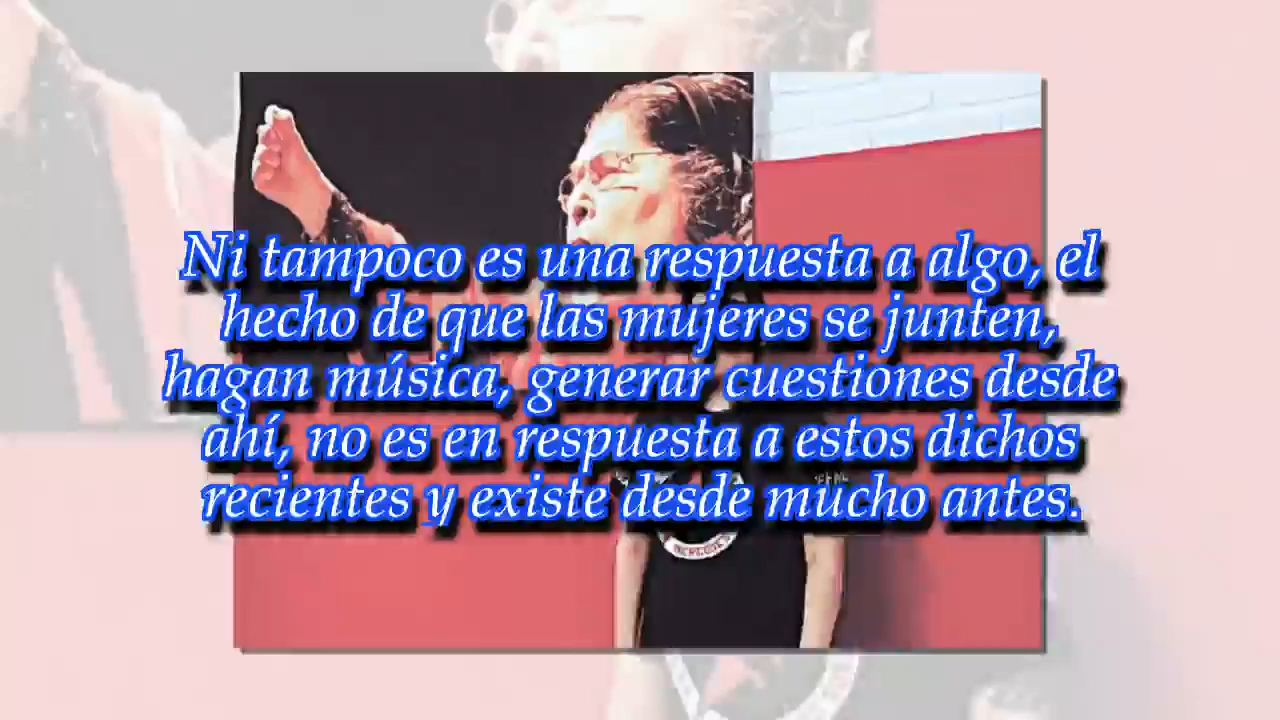 Ni tampoco es una respuesta a algo, el
hecho de que las mujeres se junten,
hagan música, generar cuestiones desde
ahí, no es en respuesta a estos dichos
recientes y existe desde mucho antes.